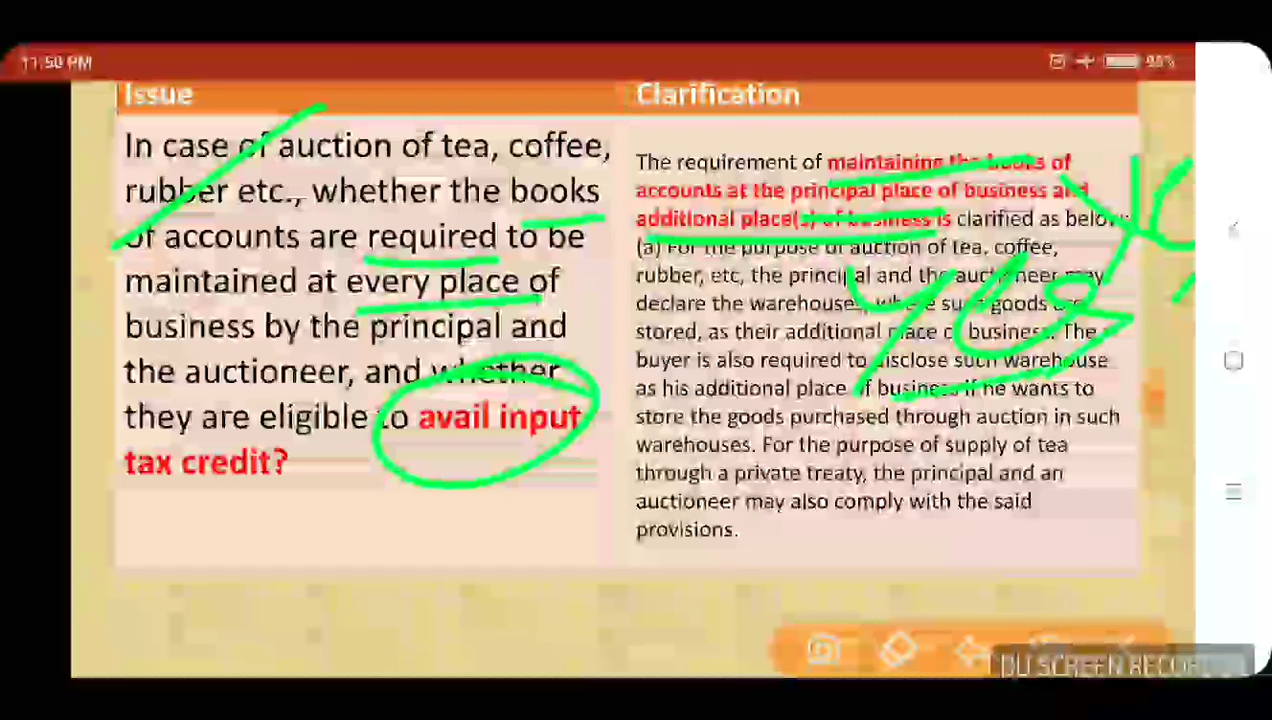 11:50 PM
95%
Issue
Clarification
In case of auction of tea, coffee,
rubber etc., whether the books
of accounts are required to be
maintained at every place of
business by the principal and
the auctioneer, and whether
they are eligible to avail input
tax credit?
The requirement of maintaining the books of
accounts at the principal place of business and
additional place(s) of business is clarified as below
(a) For the purpose of auction of tea, coffee,
rubber, etc, the principal and the auctioneer may
declare the warehouses, where such goods are
stored, as their additional place of business. The
buyer is also required to disclose such warehouse
as his additional place of business if he wants to
store the goods purchased through auction in such
warehouses. For the purpose of supply of tea
through a private treaty, the principal and an
auctioneer may also comply with the said
provisions.
yes
DU SCREEN RECORDER